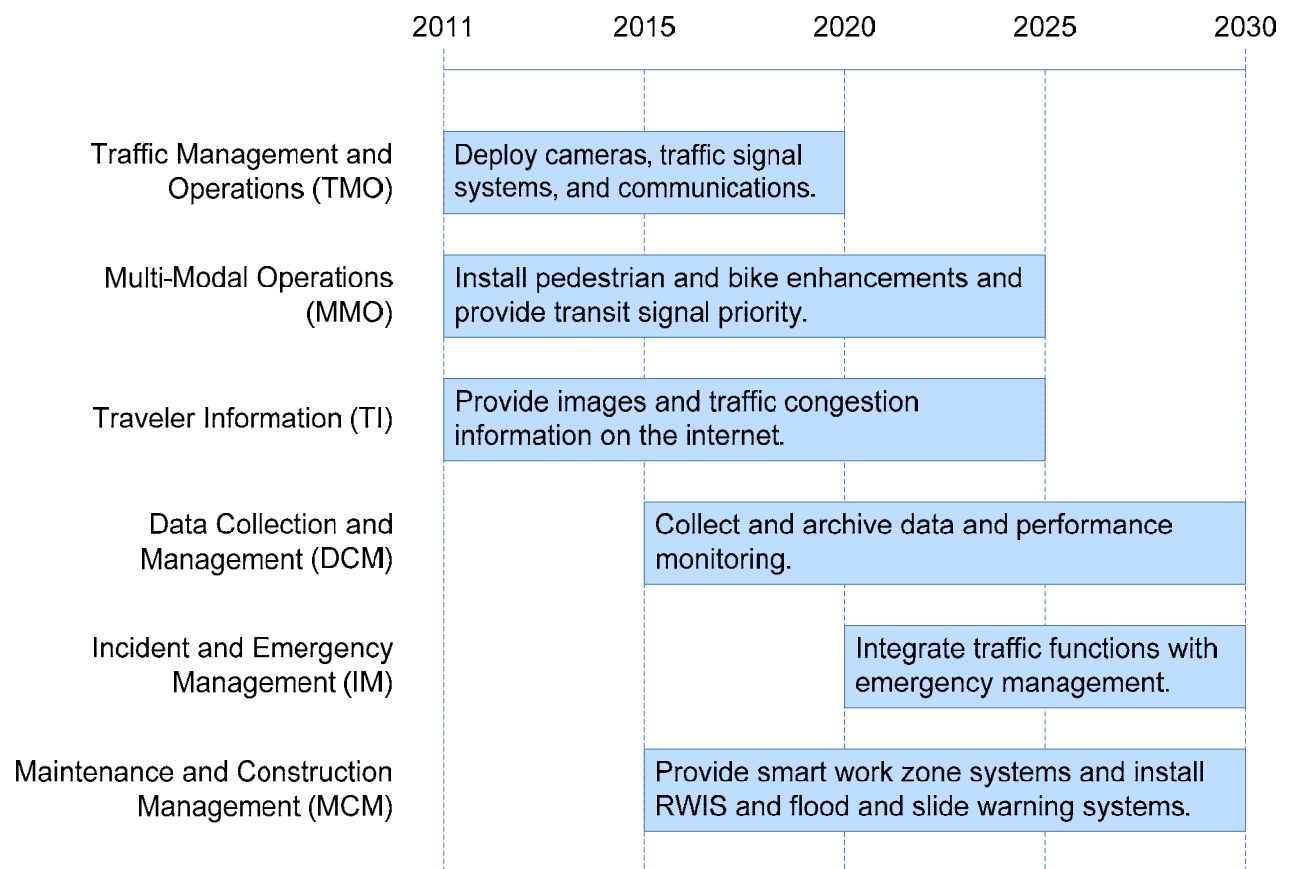 2011 2015 2020 2025 2030
Traffic Management and
Operations (TMO)
Deploy cameras, traffic signal
systems, and communications.
Multi-Modal Operations
(MMO)
Install pedestrian and bike enhancements and
provide transit signal priority.
Traveler Information (TI)
Provide images and traffic congestion
information on the internet.
Data Collection and
Management (DCM)
Collect and archive data and performance
monitoring.
Incident and Emergency
Management (IM)
Integrate traffic functions with
emergency management.
Maintenance and Construction
Management (MCM)
Provide smart work zone systems and install
RWIS and flood and slide warning systems.